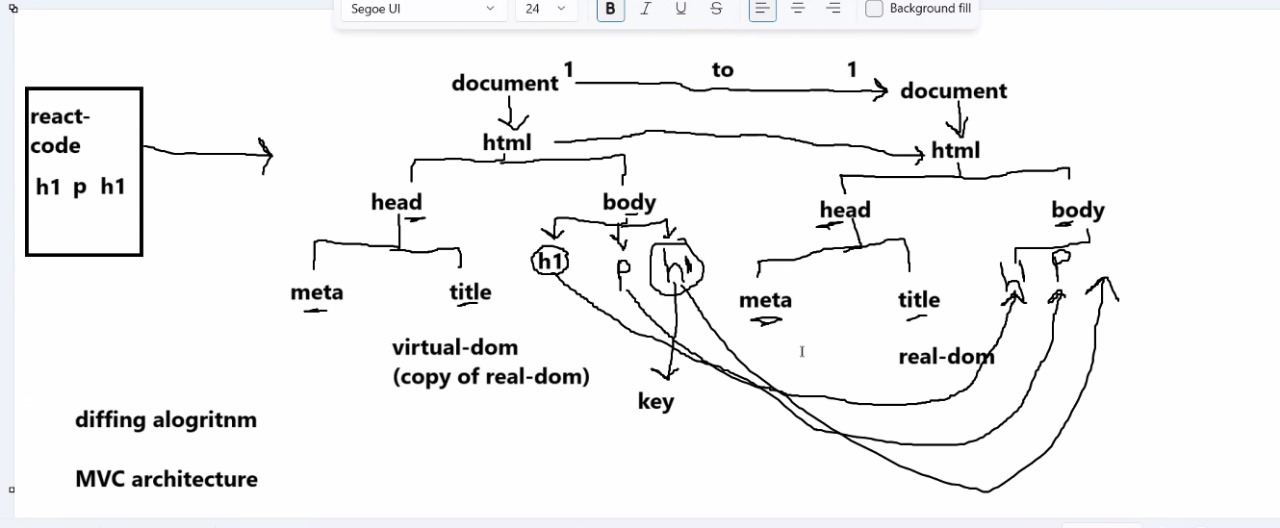 Segoe UI 24 B I U S Background fill
document 1 to 1 document
react-
code
h1 p h1
html html
head body head body
h1 p h1 h p
meta title meta title
virtual-dom
(copy of real-dom)
real-dom
key
diffing alogritnm
MVC architecture